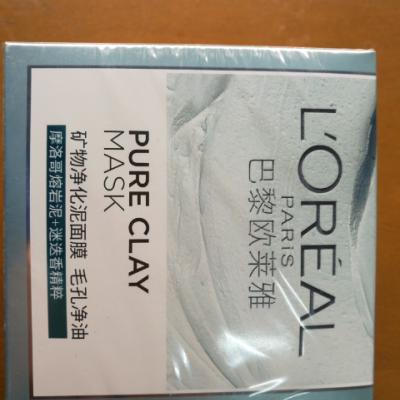 L'ORÉAL
PARIS
巴黎欧莱雅
PURE CLAY
MASK
矿物净化泥面膜 毛孔净油
摩洛哥熔岩泥+迷迭香精粹